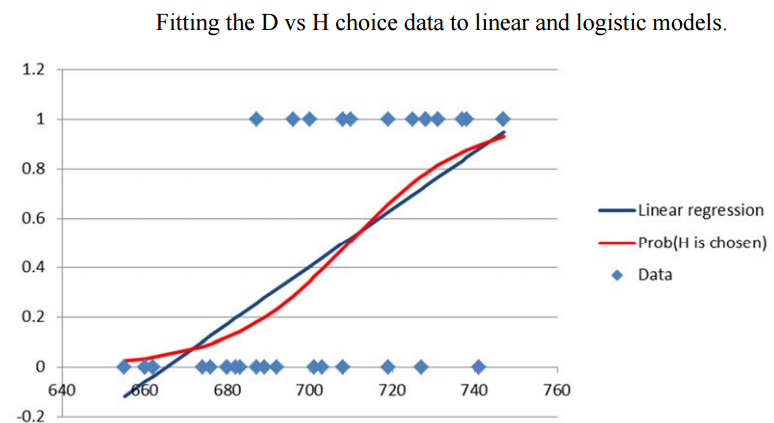 Fitting the D vs H choice data to linear and logistic models.
1.2
1
0.8
0.6
0.4
0.2
0
-0.2
640 660 680 700 720 740 760
Linear regression
Prob(H is chosen)
Data